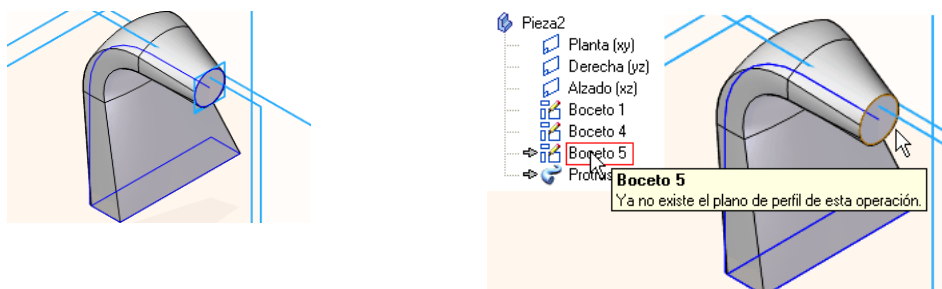 Pieza2
Planta (xy)
Derecha (yz)
Alzado (xz)
Boceto 1
Boceto 4
Boceto 5
Boceto 5
Ya no existe el plano de perfil de esta operación.